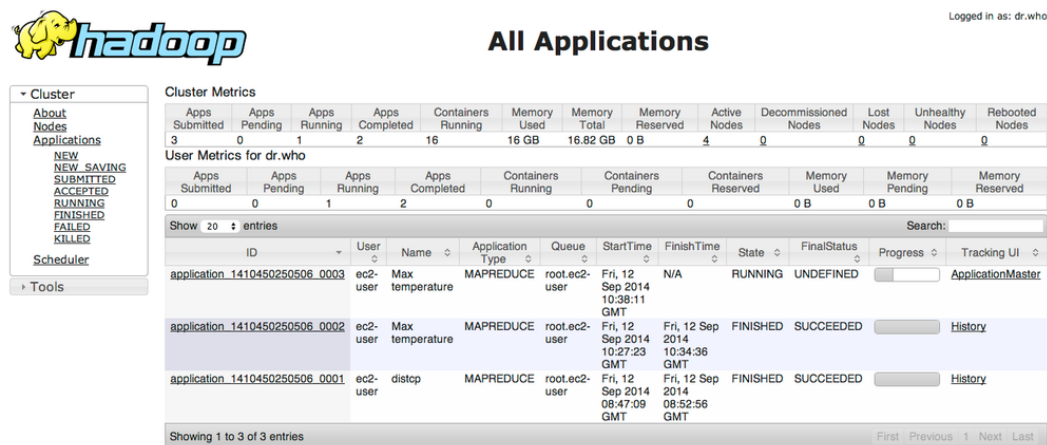 hadoop
All Applications
Logged in as: dr.who
Cluster
About
Nodes
Applications
NEW
NEW_SAVING
SUBMITTED
ACCEPTED
RUNNING
FINISHED
FAILED
KILLED
Scheduler
Tools
Cluster Metrics
Apps Submitted Apps Pending Apps Running Apps Completed Containers Running Memory Used Memory Total Memory Reserved Active Nodes Decommissioned Nodes Lost Nodes Unhealthy Nodes Rebooted Nodes
3 0 1 2 16 16 GB 16.82 GB 0 B 4 0 0 0 0
User Metrics for dr.who
Apps Submitted Apps Pending Apps Running Apps Completed Containers Running Containers Pending Containers Reserved Memory Used Memory Pending Memory Reserved
0 0 1 2 0 0 0 0 B 0 B 0 B
Show 20 entries Search:
ID User Name Application Type Queue StartTime FinishTime State FinalStatus Progress Tracking UI
application_1410450250506_0003 ec2-user Max temperature MAPREDUCE root.ec2-user Fri, 12 Sep 2014 10:38:11 GMT N/A RUNNING UNDEFINED ApplicationMaster
application_1410450250506_0002 ec2-user Max temperature MAPREDUCE root.ec2-user Fri, 12 Sep 2014 10:27:23 GMT Fri, 12 Sep 2014 10:34:36 GMT FINISHED SUCCEEDED History
application_1410450250506_0001 ec2-user distcp MAPREDUCE root.ec2-user Fri, 12 Sep 2014 08:47:09 GMT Fri, 12 Sep 2014 08:52:56 GMT FINISHED SUCCEEDED History
Showing 1 to 3 of 3 entries First Previous 1 Next Last